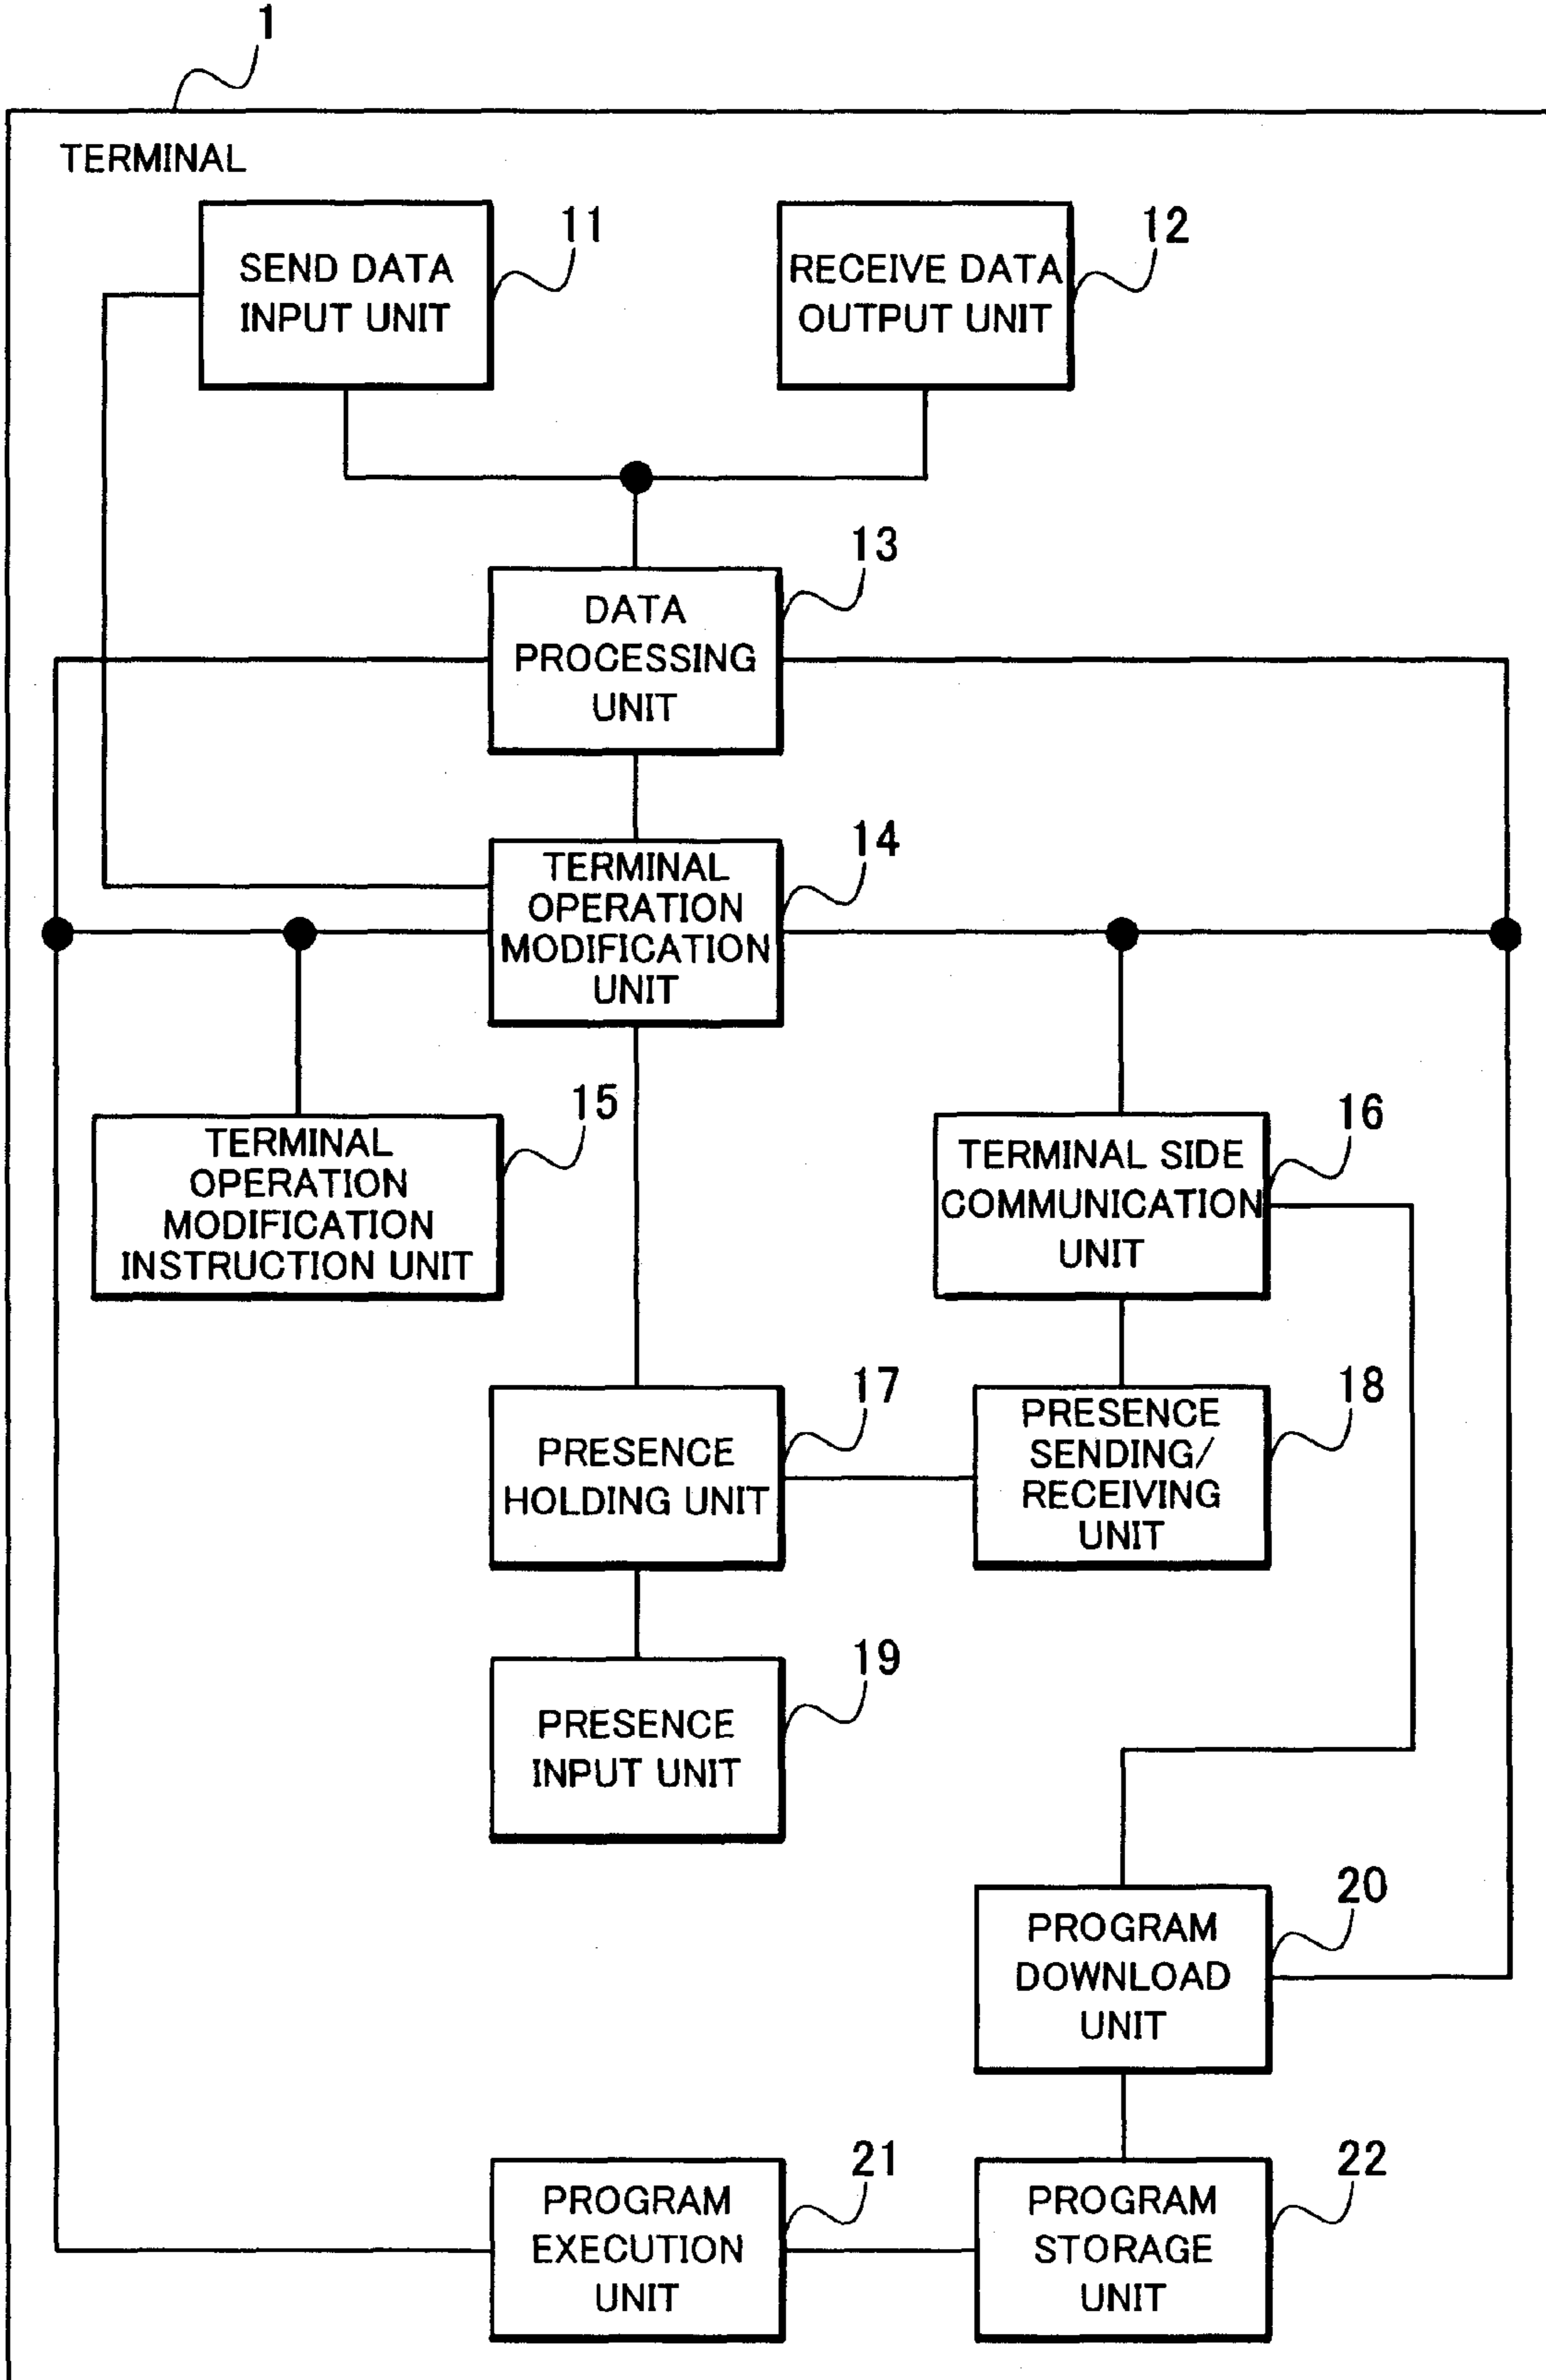 1
TERMINAL
11
SEND DATA
INPUT UNIT
12
RECEIVE DATA
OUTPUT UNIT
13
DATA
PROCESSING
UNIT
14
TERMINAL
OPERATION
MODIFICATION
UNIT
15
TERMINAL
OPERATION
MODIFICATION
INSTRUCTION UNIT
16
TERMINAL SIDE
COMMUNICATION
UNIT
17
PRESENCE
HOLDING UNIT
18
PRESENCE
SENDING/
RECEIVING
UNIT
19
PRESENCE
INPUT UNIT
20
PROGRAM
DOWNLOAD
UNIT
21
PROGRAM
EXECUTION
UNIT
22
PROGRAM
STORAGE
UNIT